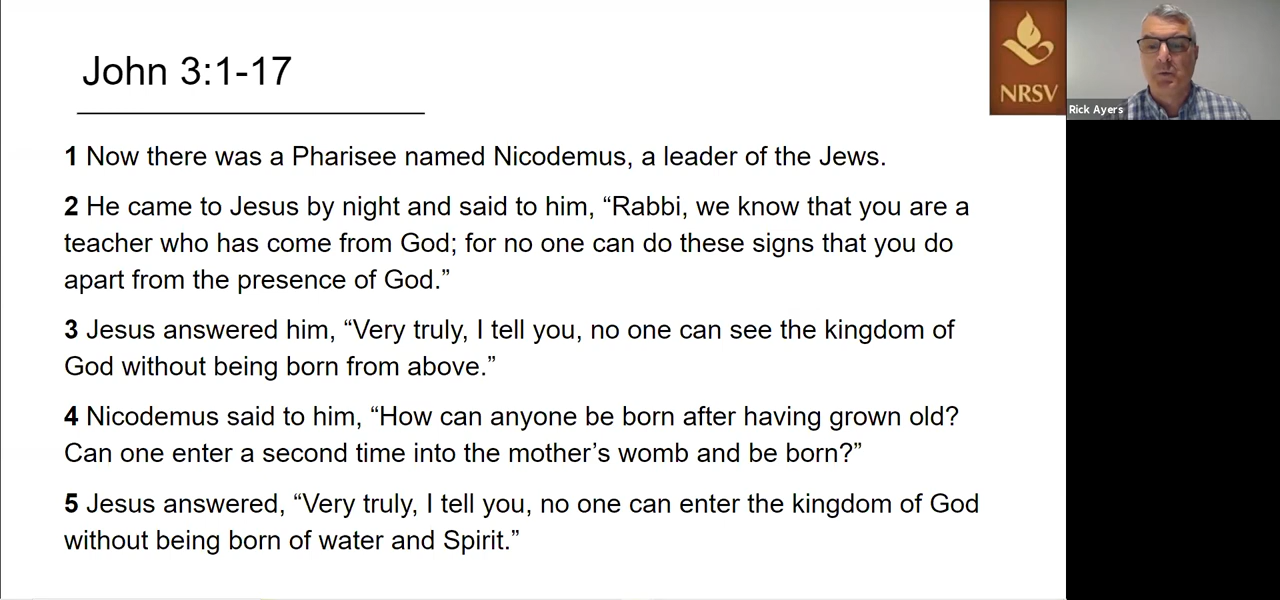 John 3:1-17
NRSV
Rick Ayers
1 Now there was a Pharisee named Nicodemus, a leader of the Jews.
2 He came to Jesus by night and said to him, “Rabbi, we know that you are a
teacher who has come from God; for no one can do these signs that you do
apart from the presence of God.”
3 Jesus answered him, “Very truly, I tell you, no one can see the kingdom of
God without being born from above.”
4 Nicodemus said to him, “How can anyone be born after having grown old?
Can one enter a second time into the mother’s womb and be born?”
5 Jesus answered, “Very truly, I tell you, no one can enter the kingdom of God
without being born of water and Spirit.”